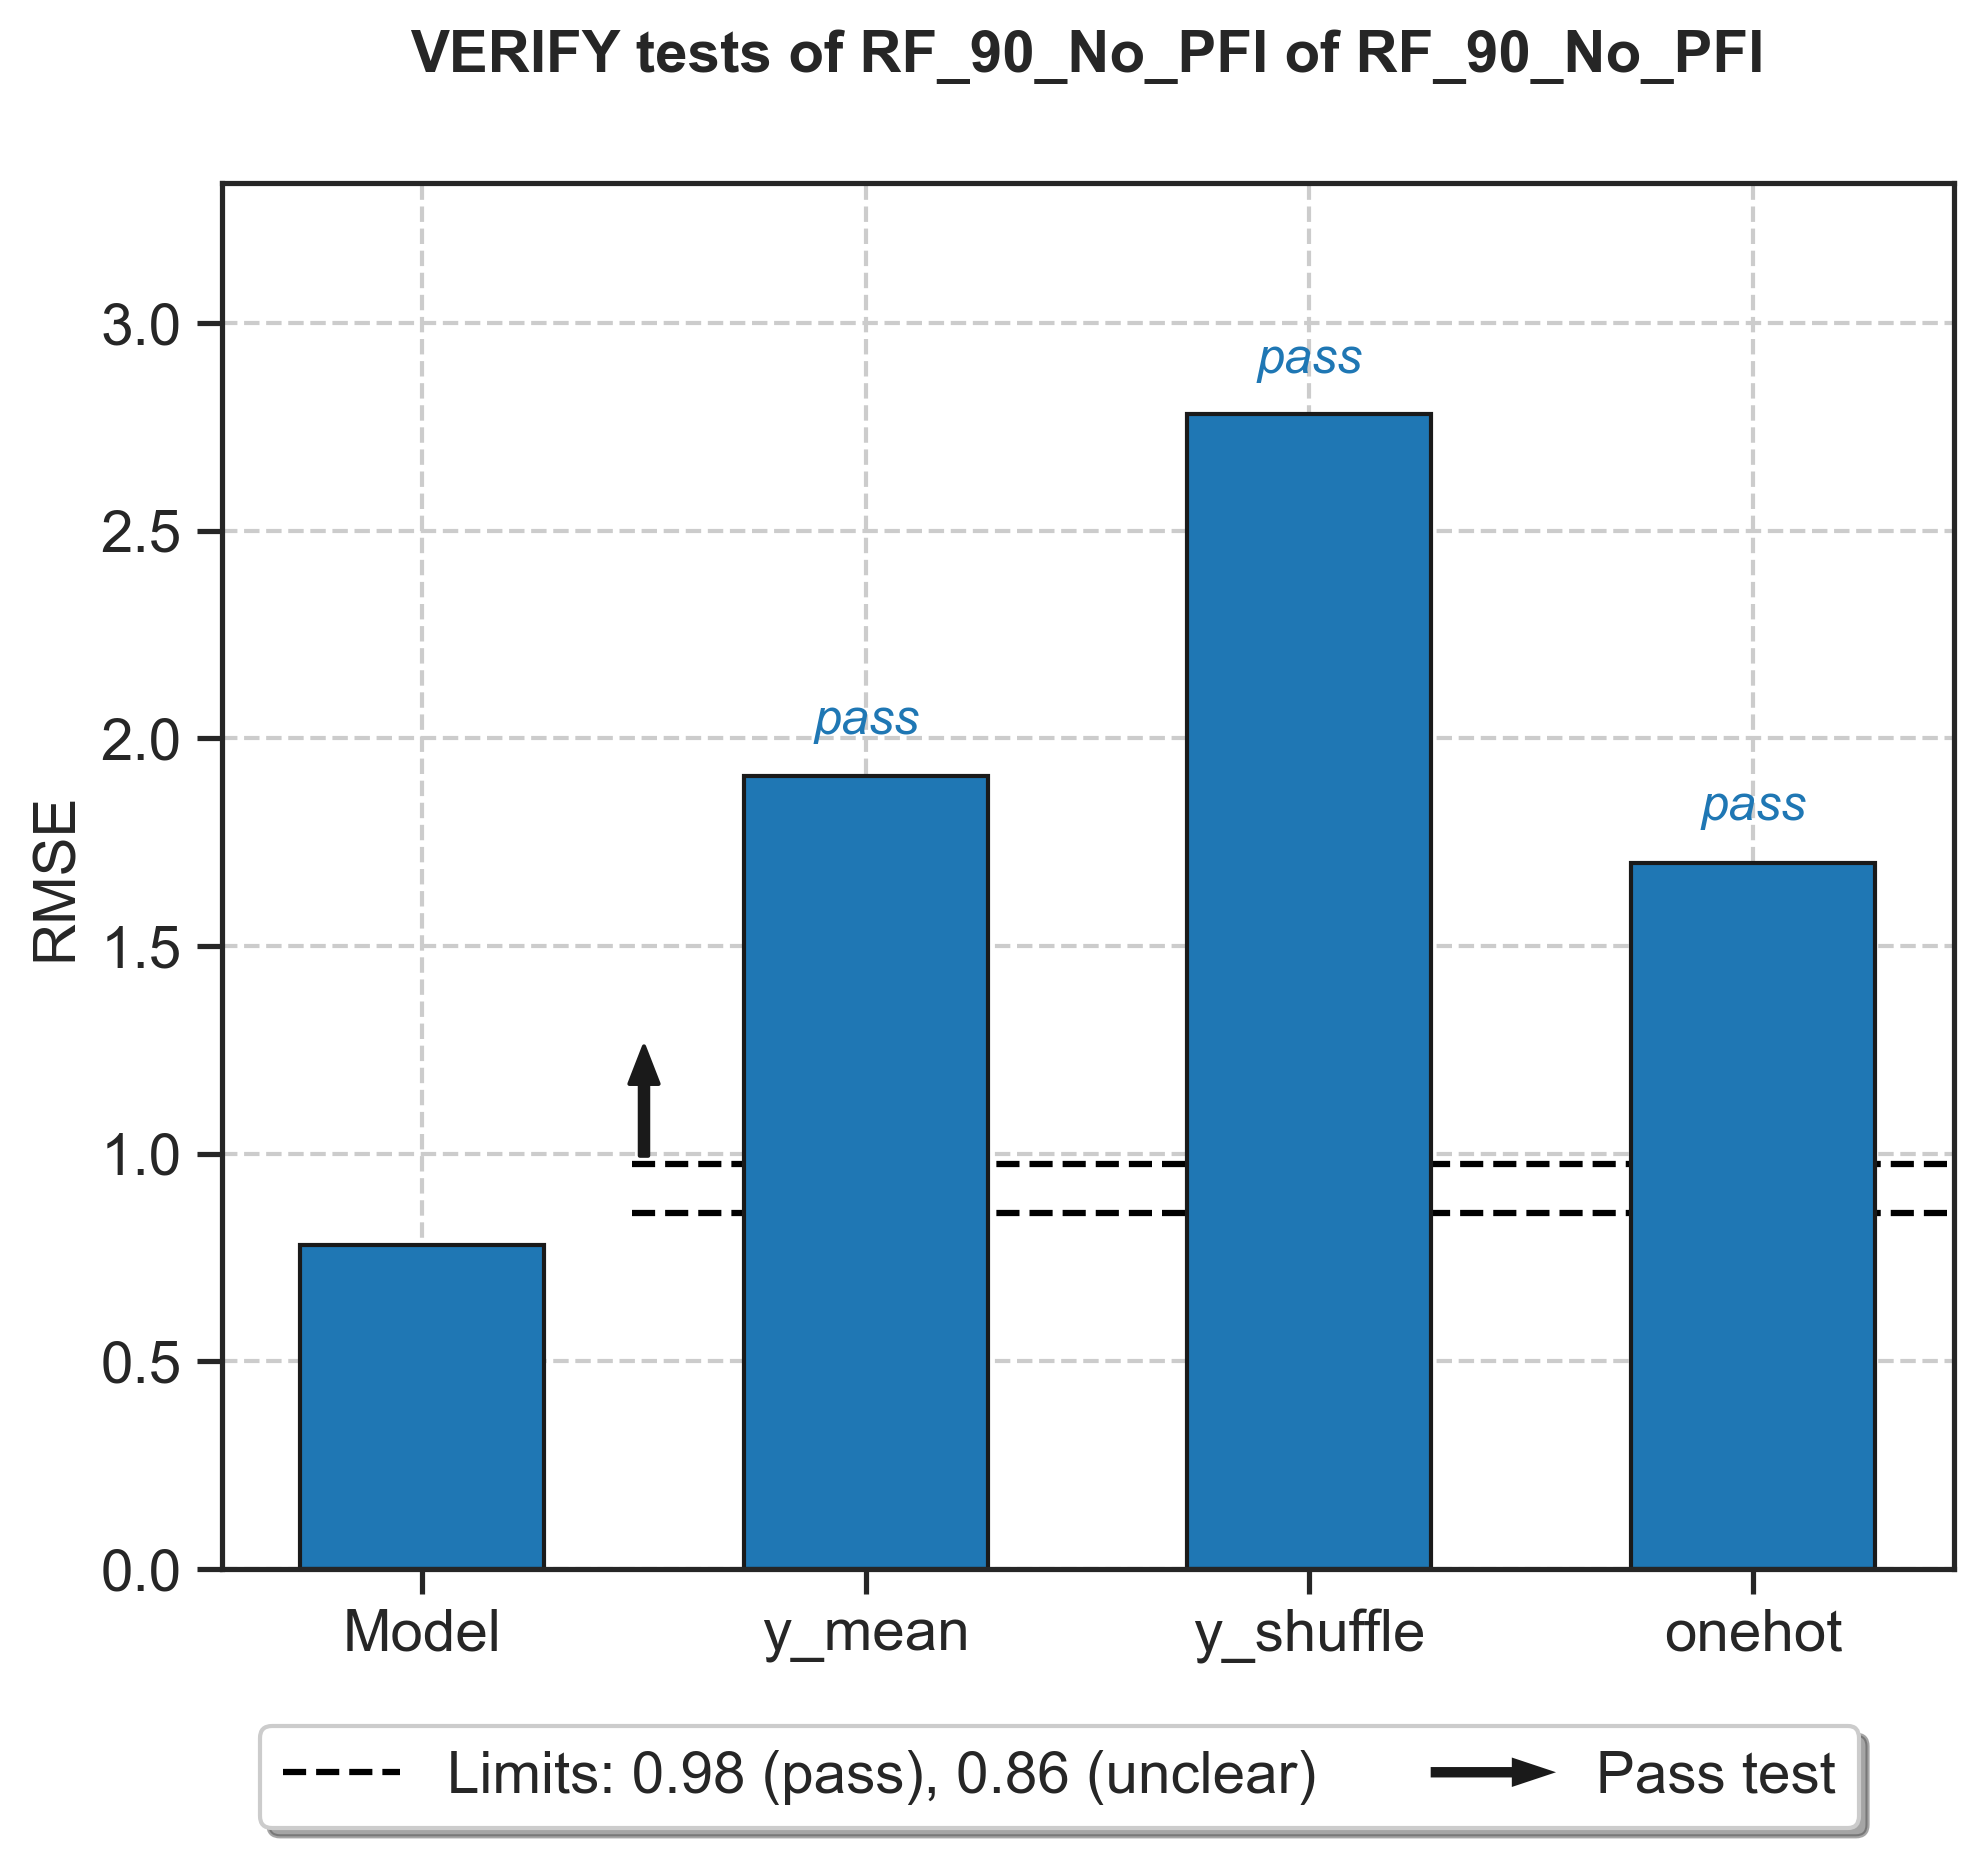 VERIFY tests of RF_90_No_PFI of RF_90_No_PFI
RMSE
3.0
2.5
2.0
1.5
1.0
0.5
0.0
pass
pass
pass
Model
y_mean
y_shuffle
onehot
Limits: 0.98 (pass), 0.86 (unclear)
Pass test